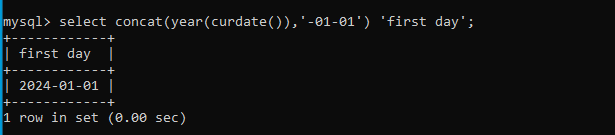 mysql> select concat(year(curdate()),'-01-01') 'first day';
+------------+
| first day  |
+------------+
| 2024-01-01 |
+------------+
1 row in set (0.00 sec)